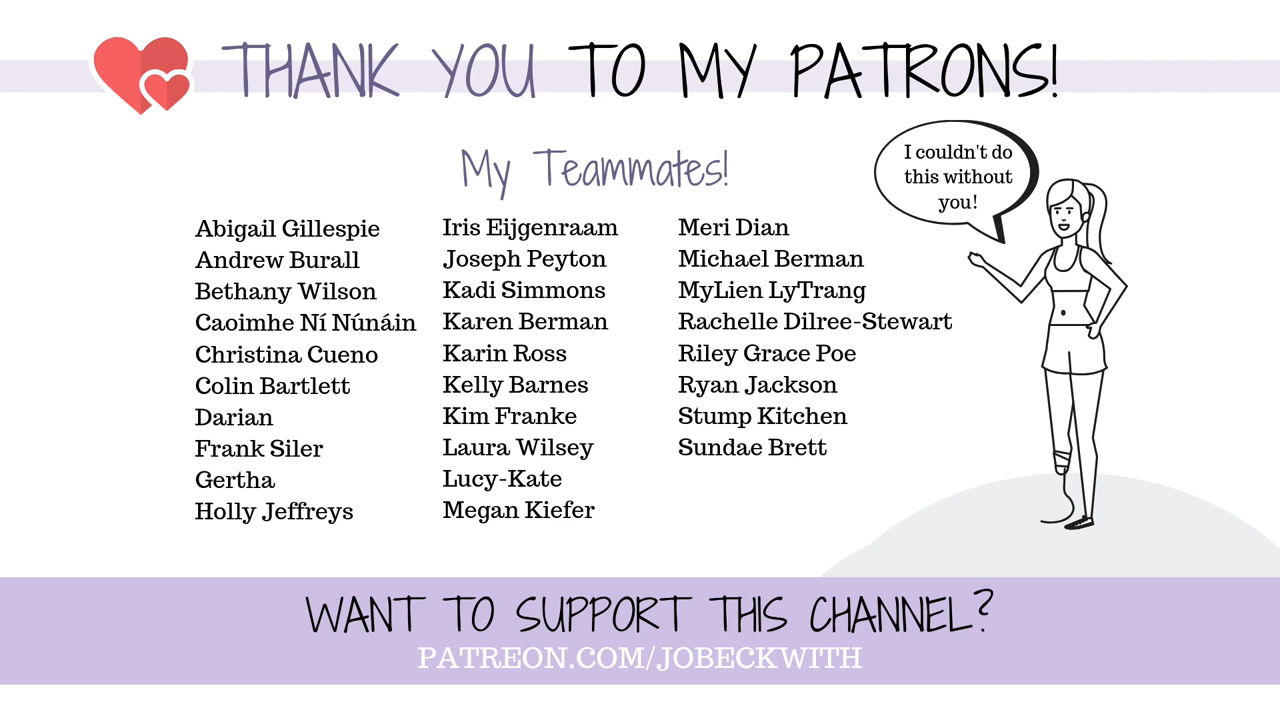 THANK YOU TO MY PATRONS!
My Teammates!
I couldn't do
this without
you!
Abigail Gillespie
Andrew Burall
Bethany Wilson
Caoimhe Ní Núnáin
Christina Cueno
Colin Bartlett
Darian
Frank Siler
Gertha
Holly Jeffreys
Iris Eijgenraam
Joseph Peyton
Kadi Simmons
Karen Berman
Karin Ross
Kelly Barnes
Kim Franke
Laura Wilsey
Lucy-Kate
Megan Kiefer
Meri Dian
Michael Berman
MyLien LyTrang
Rachelle Dilree-Stewart
Riley Grace Poe
Ryan Jackson
Stump Kitchen
Sundae Brett
WANT TO SUPPORT THIS CHANNEL?
PATREON.COM/JOBECKWITH